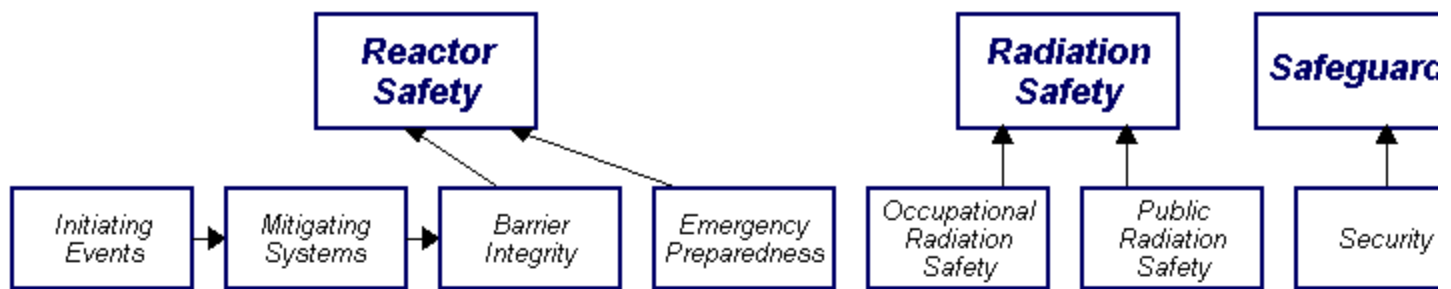 Reactor
Safety
Radiation
Safety
Safeguard
Initiating
Events
Mitigating
Systems
Barrier
Integrity
Emergency
Preparedness
Occupational
Radiation
Safety
Public
Radiation
Safety
Security